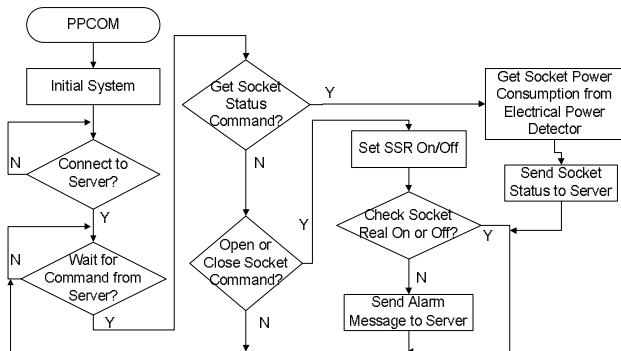 PPCOM
Initial System
N
Connect to
Server?
Y
N
Wait for
Command from
Server?
Y
Get Socket
Status
Command?
Y
N
Open or
Close Socket
Command?
Y
N
Set SSR On/Off
Check Socket
Real On or Off?
Y
N
Send Alarm
Message to Server
Get Socket Power
Consumption from
Electrical Power
Detector
Send Socket
Status to Server